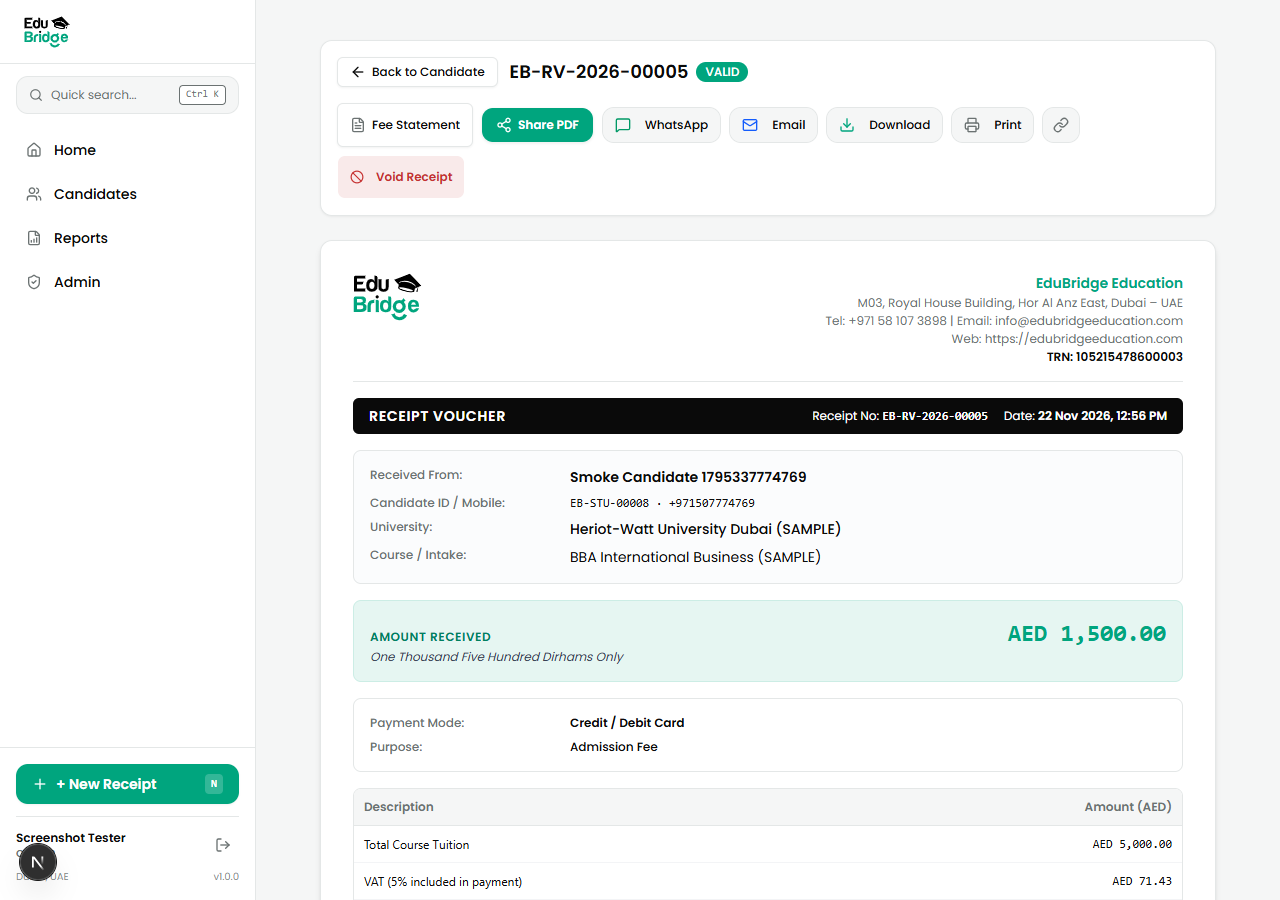 Edu
Bridge
Quick search...
Ctrl K
Home
Candidates
Reports
Admin
+ New Receipt
N
Screenshot Tester
UAE
v1.0.0
N
Back to Candidate
EB-RV-2026-00005
VALID
Fee Statement
Share PDF
WhatsApp
Email
Download
Print
Void Receipt
Edu
Bridge
EduBridge Education
M03, Royal House Building, Hor Al Anz East, Dubai – UAE
Tel: +971 58 107 3898 | Email: info@edubridgeeducation.com
Web: https://edubridgeeducation.com
TRN: 105215478600003
RECEIPT VOUCHER
Receipt No: EB-RV-2026-00005 Date: 22 Nov 2026, 12:56 PM
Received From: Smoke Candidate 1795337774769
Candidate ID / Mobile: EB-STU-00008 · +971507774769
University: Heriot-Watt University Dubai (SAMPLE)
Course / Intake: BBA International Business (SAMPLE)
AMOUNT RECEIVED
AED 1,500.00
One Thousand Five Hundred Dirhams Only
Payment Mode: Credit / Debit Card
Purpose: Admission Fee
Description Amount (AED)
Total Course Tuition AED 5,000.00
VAT (5% included in payment) AED 71.43